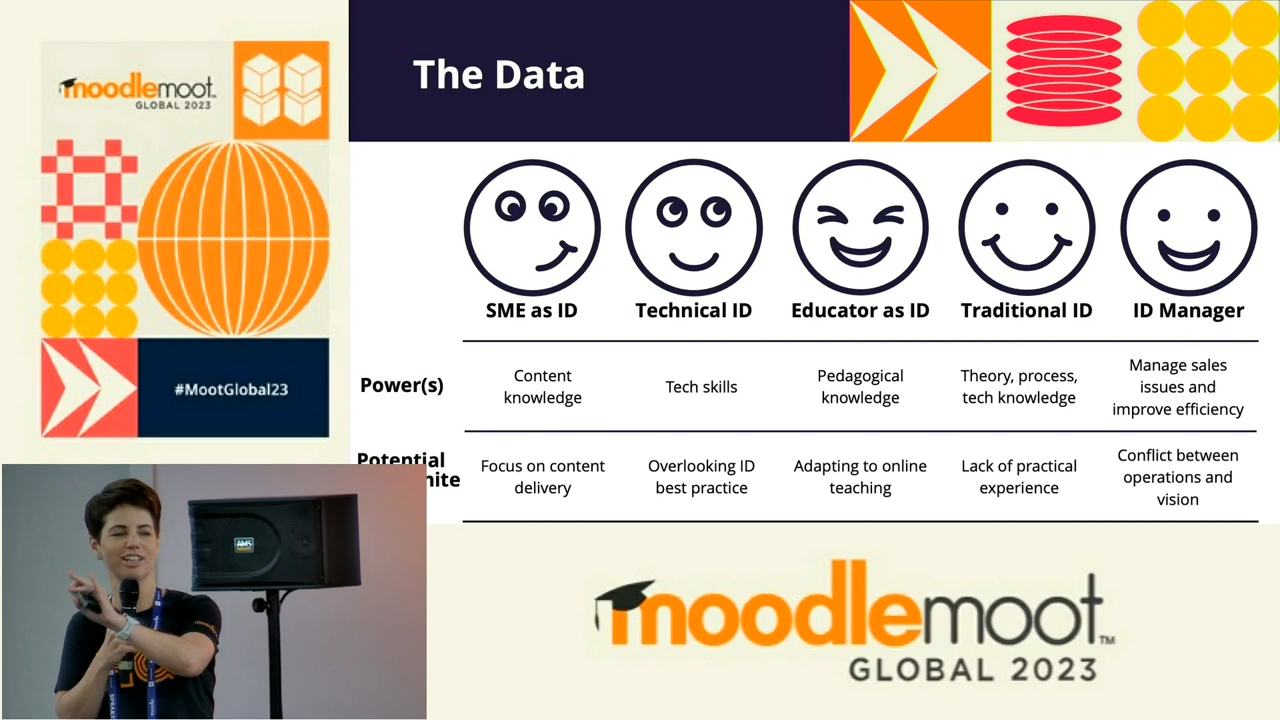 moodlemoot
GLOBAL 2023
#MootGlobal23
The Data
SME as ID
Technical ID
Educator as ID
Traditional ID
ID Manager
Power(s)
Content
knowledge
Tech skills
Pedagogical
knowledge
Theory, process,
tech knowledge
Manage sales
issues and
improve efficiency
Potential
nite
Focus on content
delivery
Overlooking ID
best practice
Adapting to online
teaching
Lack of practical
experience
Conflict between
operations and
vision
AMS
moodlemoot™
GLOBAL 2023